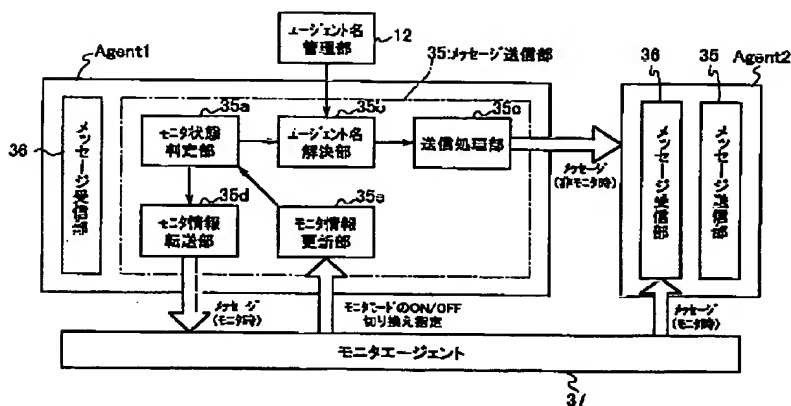 Agent1
エージェント名
管理部
12
35:メッセージ送信部
36
35
Agent2
35a
35b
35c
36
メッセージ受信部
モニタ状態
判定部
エージェント名
解決部
送信処理部
メッセージ
(非モニタ時)
メッセージ受信部
メッセージ送信部
35d
35e
モニタ情報
転送部
モニタ情報
更新部
メッセージ
(モニタ時)
モニタモードのON/OFF
切り換え指定
メッセージ
(モニタ時)
モニタエージェント
37